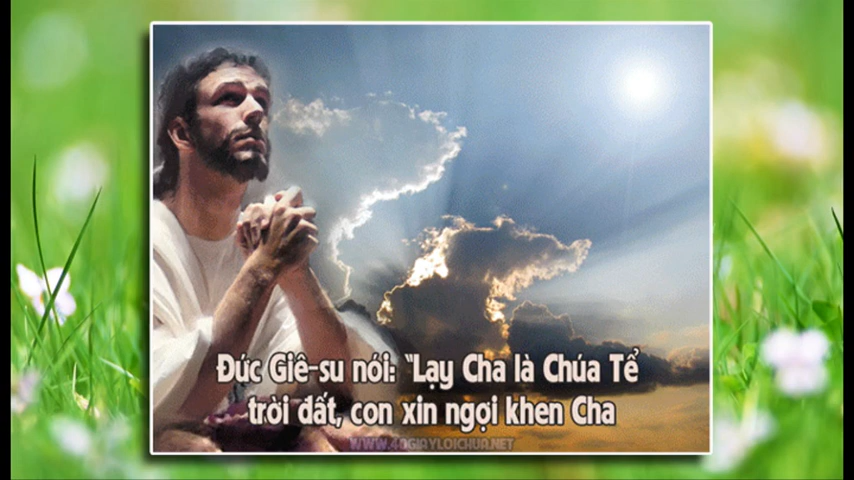 Đức Giê-su nói: “Lạy Cha là Chúa Tể
trời đất, con xin ngợi khen Cha
WWW.40GIAYLOICHUA.NET